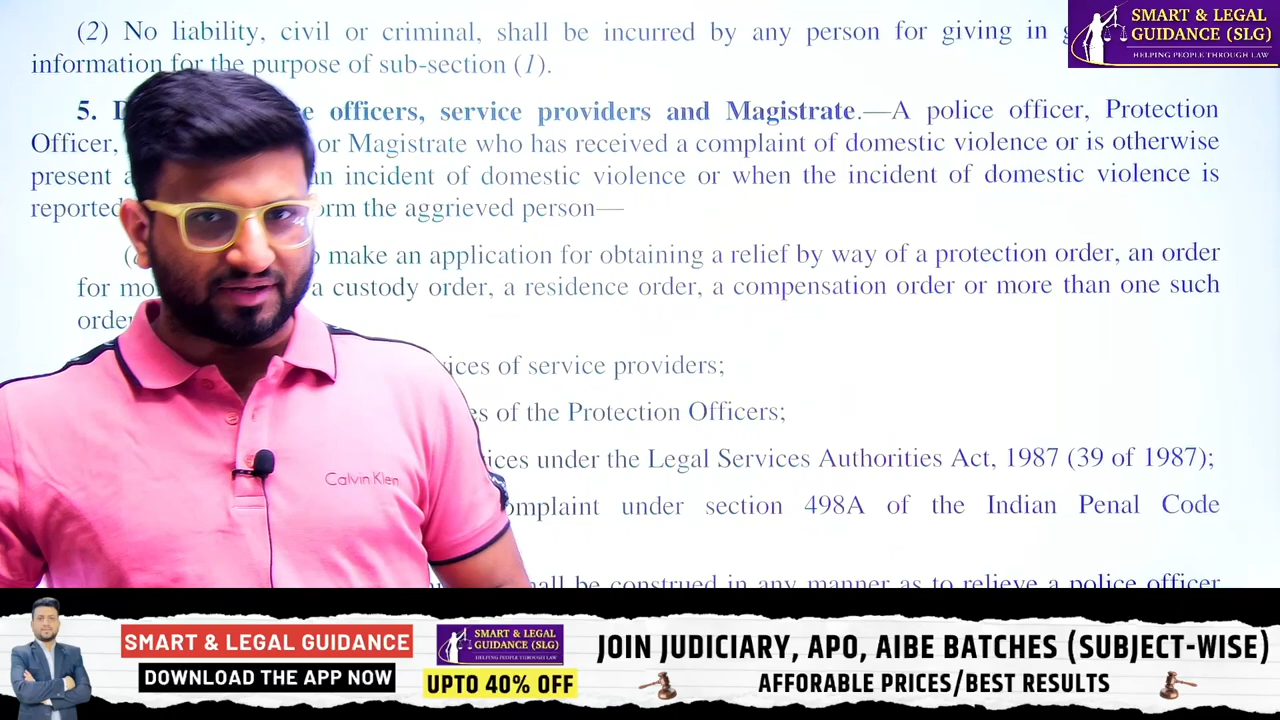 (2) No liability, civil or criminal, shall be incurred by any person for giving in
information for the purpose of sub-section (1).
5. officers, service providers and Magistrate.—A police officer, Protection
Officer, or Magistrate who has received a complaint of domestic violence or is otherwise
present an incident of domestic violence or when the incident of domestic violence is
reported the aggrieved person—
make an application for obtaining a relief by way of a protection order, an order
for a custody order, a residence order, a compensation order or more than one such
of service providers;
of the Protection Officers;
under the Legal Services Authorities Act, 1987 (39 of 1987);
under section 498A of the Indian Penal Code
shall be construed in any manner as to relieve a police officer
SMART & LEGAL
GUIDANCE (SLG)
HELPING PEOPLE THROUGH LAW
Calvin Klein
SMART & LEGAL GUIDANCE
DOWNLOAD THE APP NOW
SMART & LEGAL
GUIDANCE (SLG)
HELPING PEOPLE THROUGH LAW
UPTO 40% OFF
JOIN JUDICIARY, APO, AIBE BATCHES (SUBJECT-WISE)
AFFORABLE PRICES/BEST RESULTS